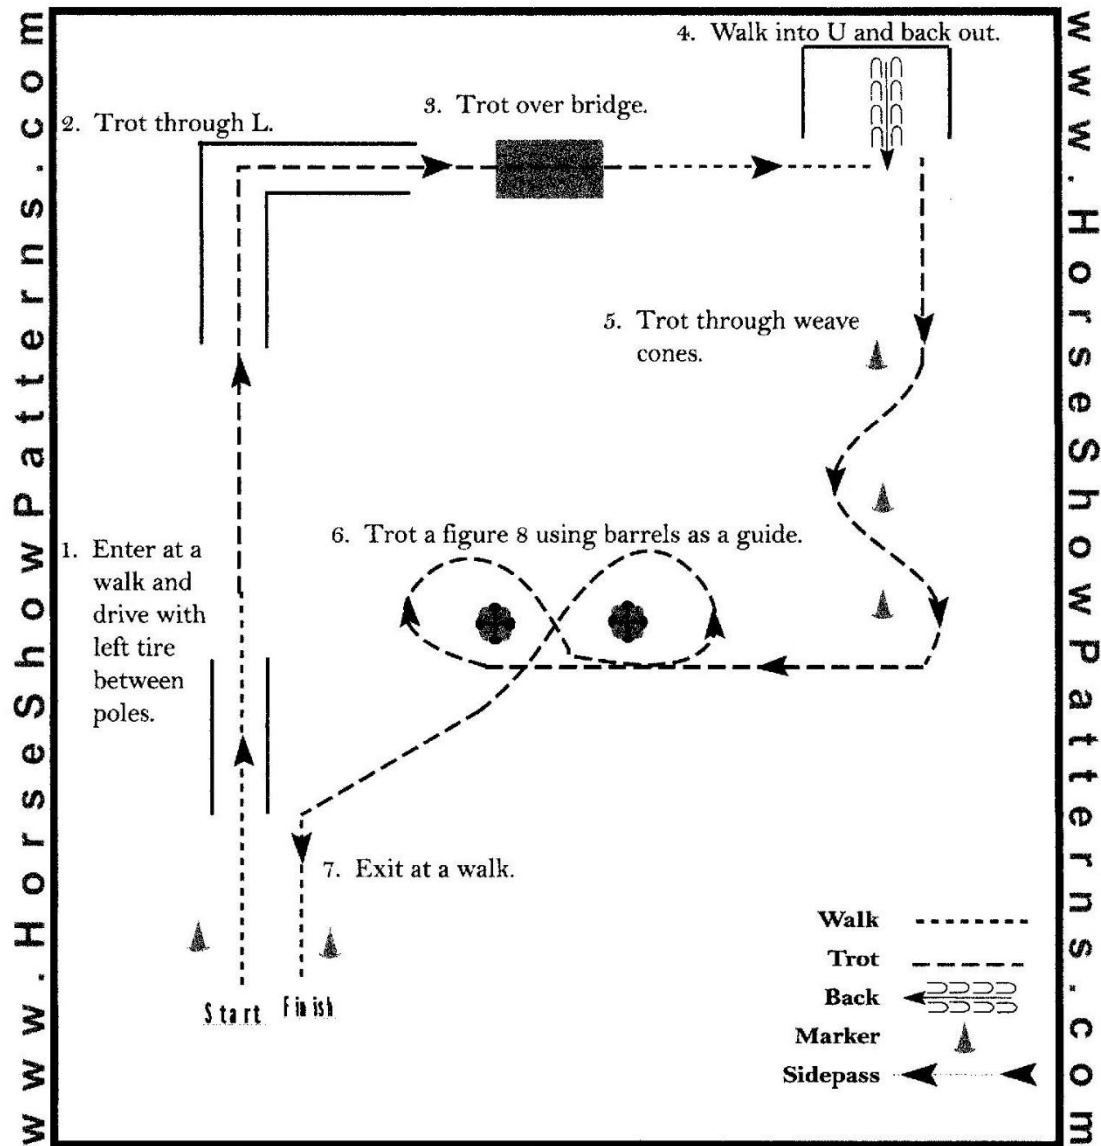 www.HorseShowPatterns.com
4. Walk into U and back out.
3. Trot over bridge.
2. Trot through L.
5. Trot through weave
cones.
6. Trot a figure 8 using barrels as a guide.
1. Enter at a
walk and
drive with
left tire
between
poles.
7. Exit at a walk.
Start Finish
Walk
Trot
Back
Marker
Sidepass
www.HorseShowPatterns.com